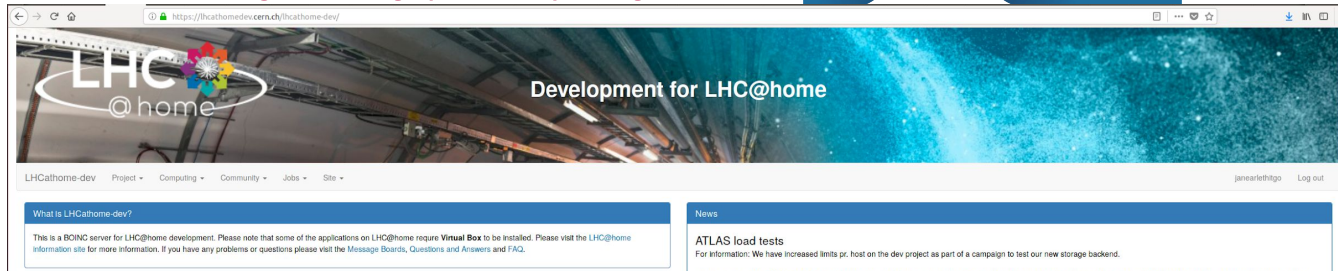 https://lhcathomedev.cern.ch/lhcathome-dev/
LHC
@home
Development for LHC@home
LHCathome-dev Project Computing Community Jobs Site janearlethitgo Log out
What is LHCathome-dev?
This is a BOINC server for LHC@home development. Please note that some of the applications on LHC@home requre Virtual Box to be installed. Please visit the LHC@home
information site for more information. If you have any problems or questions please visit the Message Boards, Questions and Answers and FAQ.
News
ATLAS load tests
For information: We have increased limits pr. host on the dev project as part of a campaign to test our new storage backend.